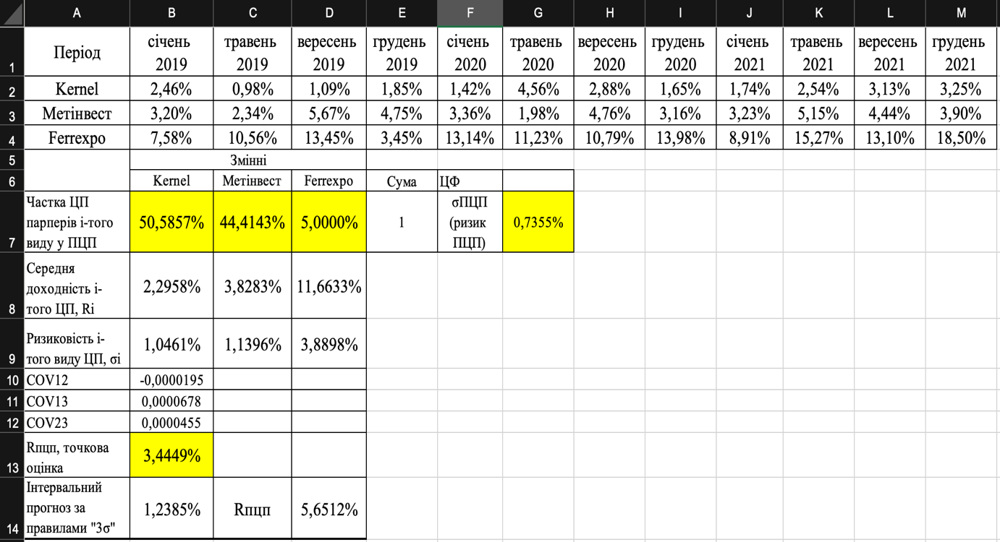 A B C D E F G H I J K L M
1 Період січень 2019 травень 2019 вересень 2019 грудень 2019 січень 2020 травень 2020 вересень 2020 грудень 2020 січень 2021 травень 2021 вересень 2021 грудень 2021
2 Kernel 2,46% 0,98% 1,09% 1,85% 1,42% 4,56% 2,88% 1,65% 1,74% 2,54% 3,13% 3,25%
3 Метінвест 3,20% 2,34% 5,67% 4,75% 3,36% 1,98% 4,76% 3,16% 3,23% 5,15% 4,44% 3,90%
4 Ferrexpo 7,58% 10,56% 13,45% 3,45% 13,14% 11,23% 10,79% 13,98% 8,91% 15,27% 13,10% 18,50%
5 Змінні
6 Kernel Метінвест Ferrexpo Сума ЦФ
Частка ЦП
парперів і-того
7 виду у ПЦП 50,5857% 44,4143% 5,0000% 1 σПЦП (ризик ПЦП) 0,7355%
Середня
доходність і-
8 того ЦП, Ri 2,2958% 3,8283% 11,6633%
Ризиковість і-
9 того виду ЦП, σі 1,0461% 1,1396% 3,8898%
10 COV12 -0,0000195
11 COV13 0,0000678
12 COV23 0,0000455
Rпцп, точкова
13 оцінка 3,4449%
Інтервальний
прогноз за
14 правилами "3σ" 1,2385% Rпцп 5,6512%